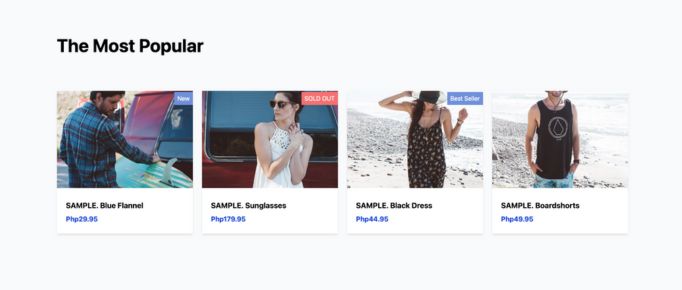 The Most Popular
New
SOLD OUT
Best Seller
SAMPLE. Blue Flannel
Php29.95
SAMPLE. Sunglasses
Php179.95
SAMPLE. Black Dress
Php44.95
SAMPLE. Boardshorts
Php49.95